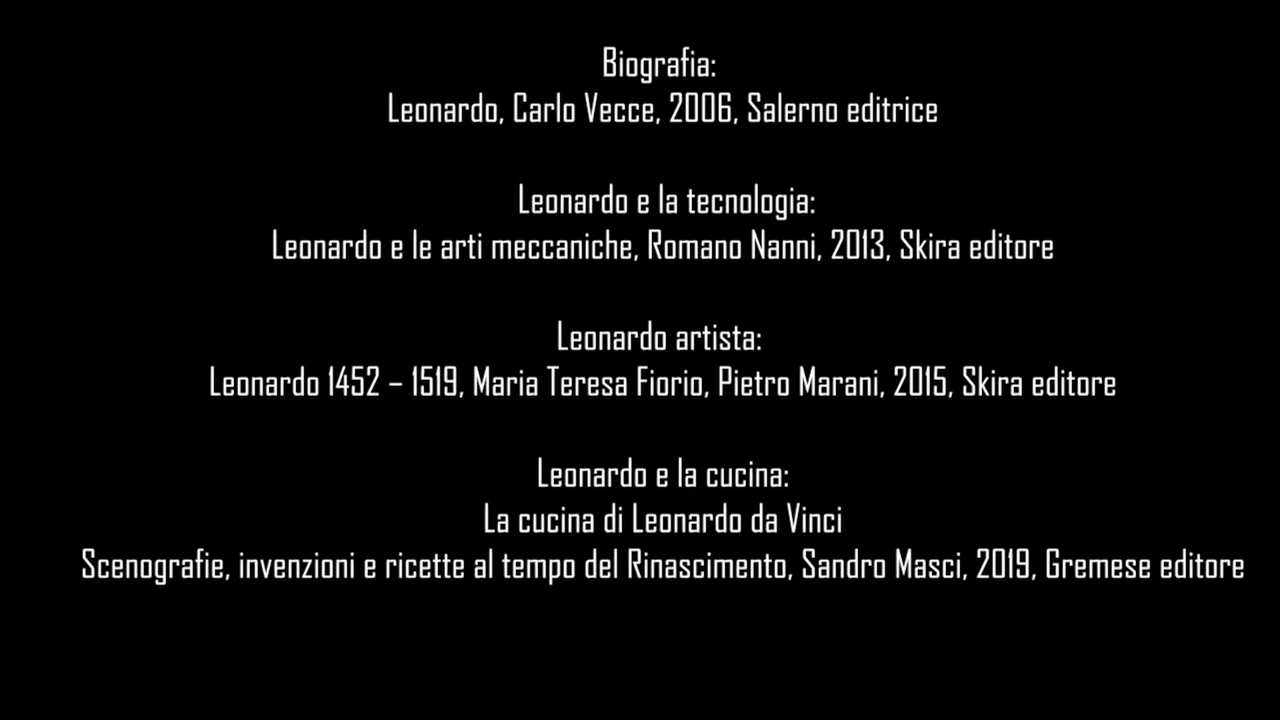 Biografia:
Leonardo, Carlo Vecce, 2006, Salerno editrice
Leonardo e la tecnologia:
Leonardo e le arti meccaniche, Romano Nanni, 2013, Skira editore
Leonardo artista:
Leonardo 1452 – 1519, Maria Teresa Fiorio, Pietro Marani, 2015, Skira editore
Leonardo e la cucina:
La cucina di Leonardo da Vinci
Scenografie, invenzioni e ricette al tempo del Rinascimento, Sandro Masci, 2019, Gremese editore